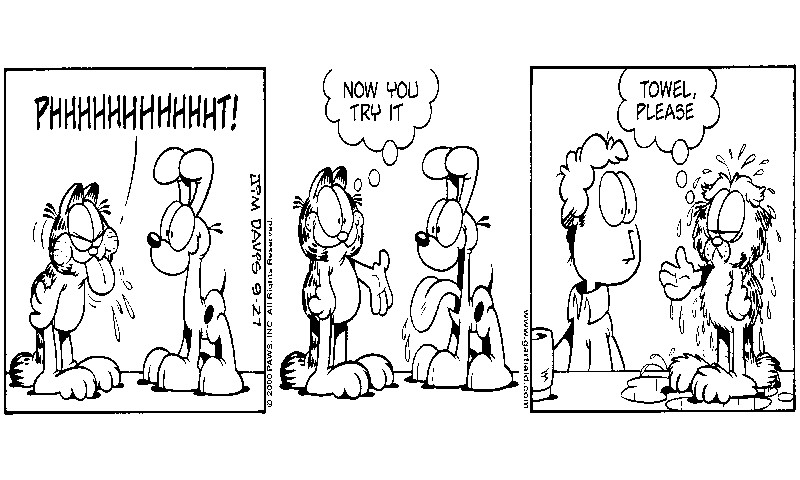 PHHHHHHHHHHHT!
JIM DAVIS 9-27
NOW YOU
TRY IT
© 2000 PAWS, INC. All Rights Reserved.
TOWEL,
PLEASE
www.garfield.com